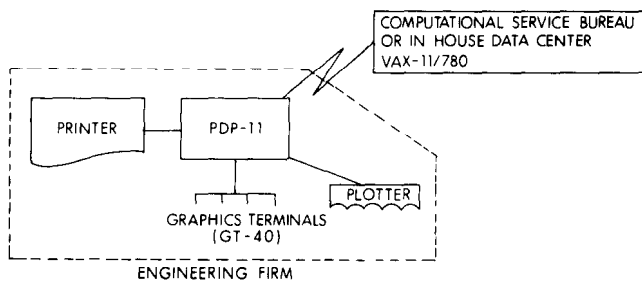 COMPUTATIONAL SERVICE BUREAU
OR IN HOUSE DATA CENTER
VAX-11/780
PRINTER
PDP-11
PLOTTER
GRAPHICS TERMINALS
(GT-40)
ENGINEERING FIRM